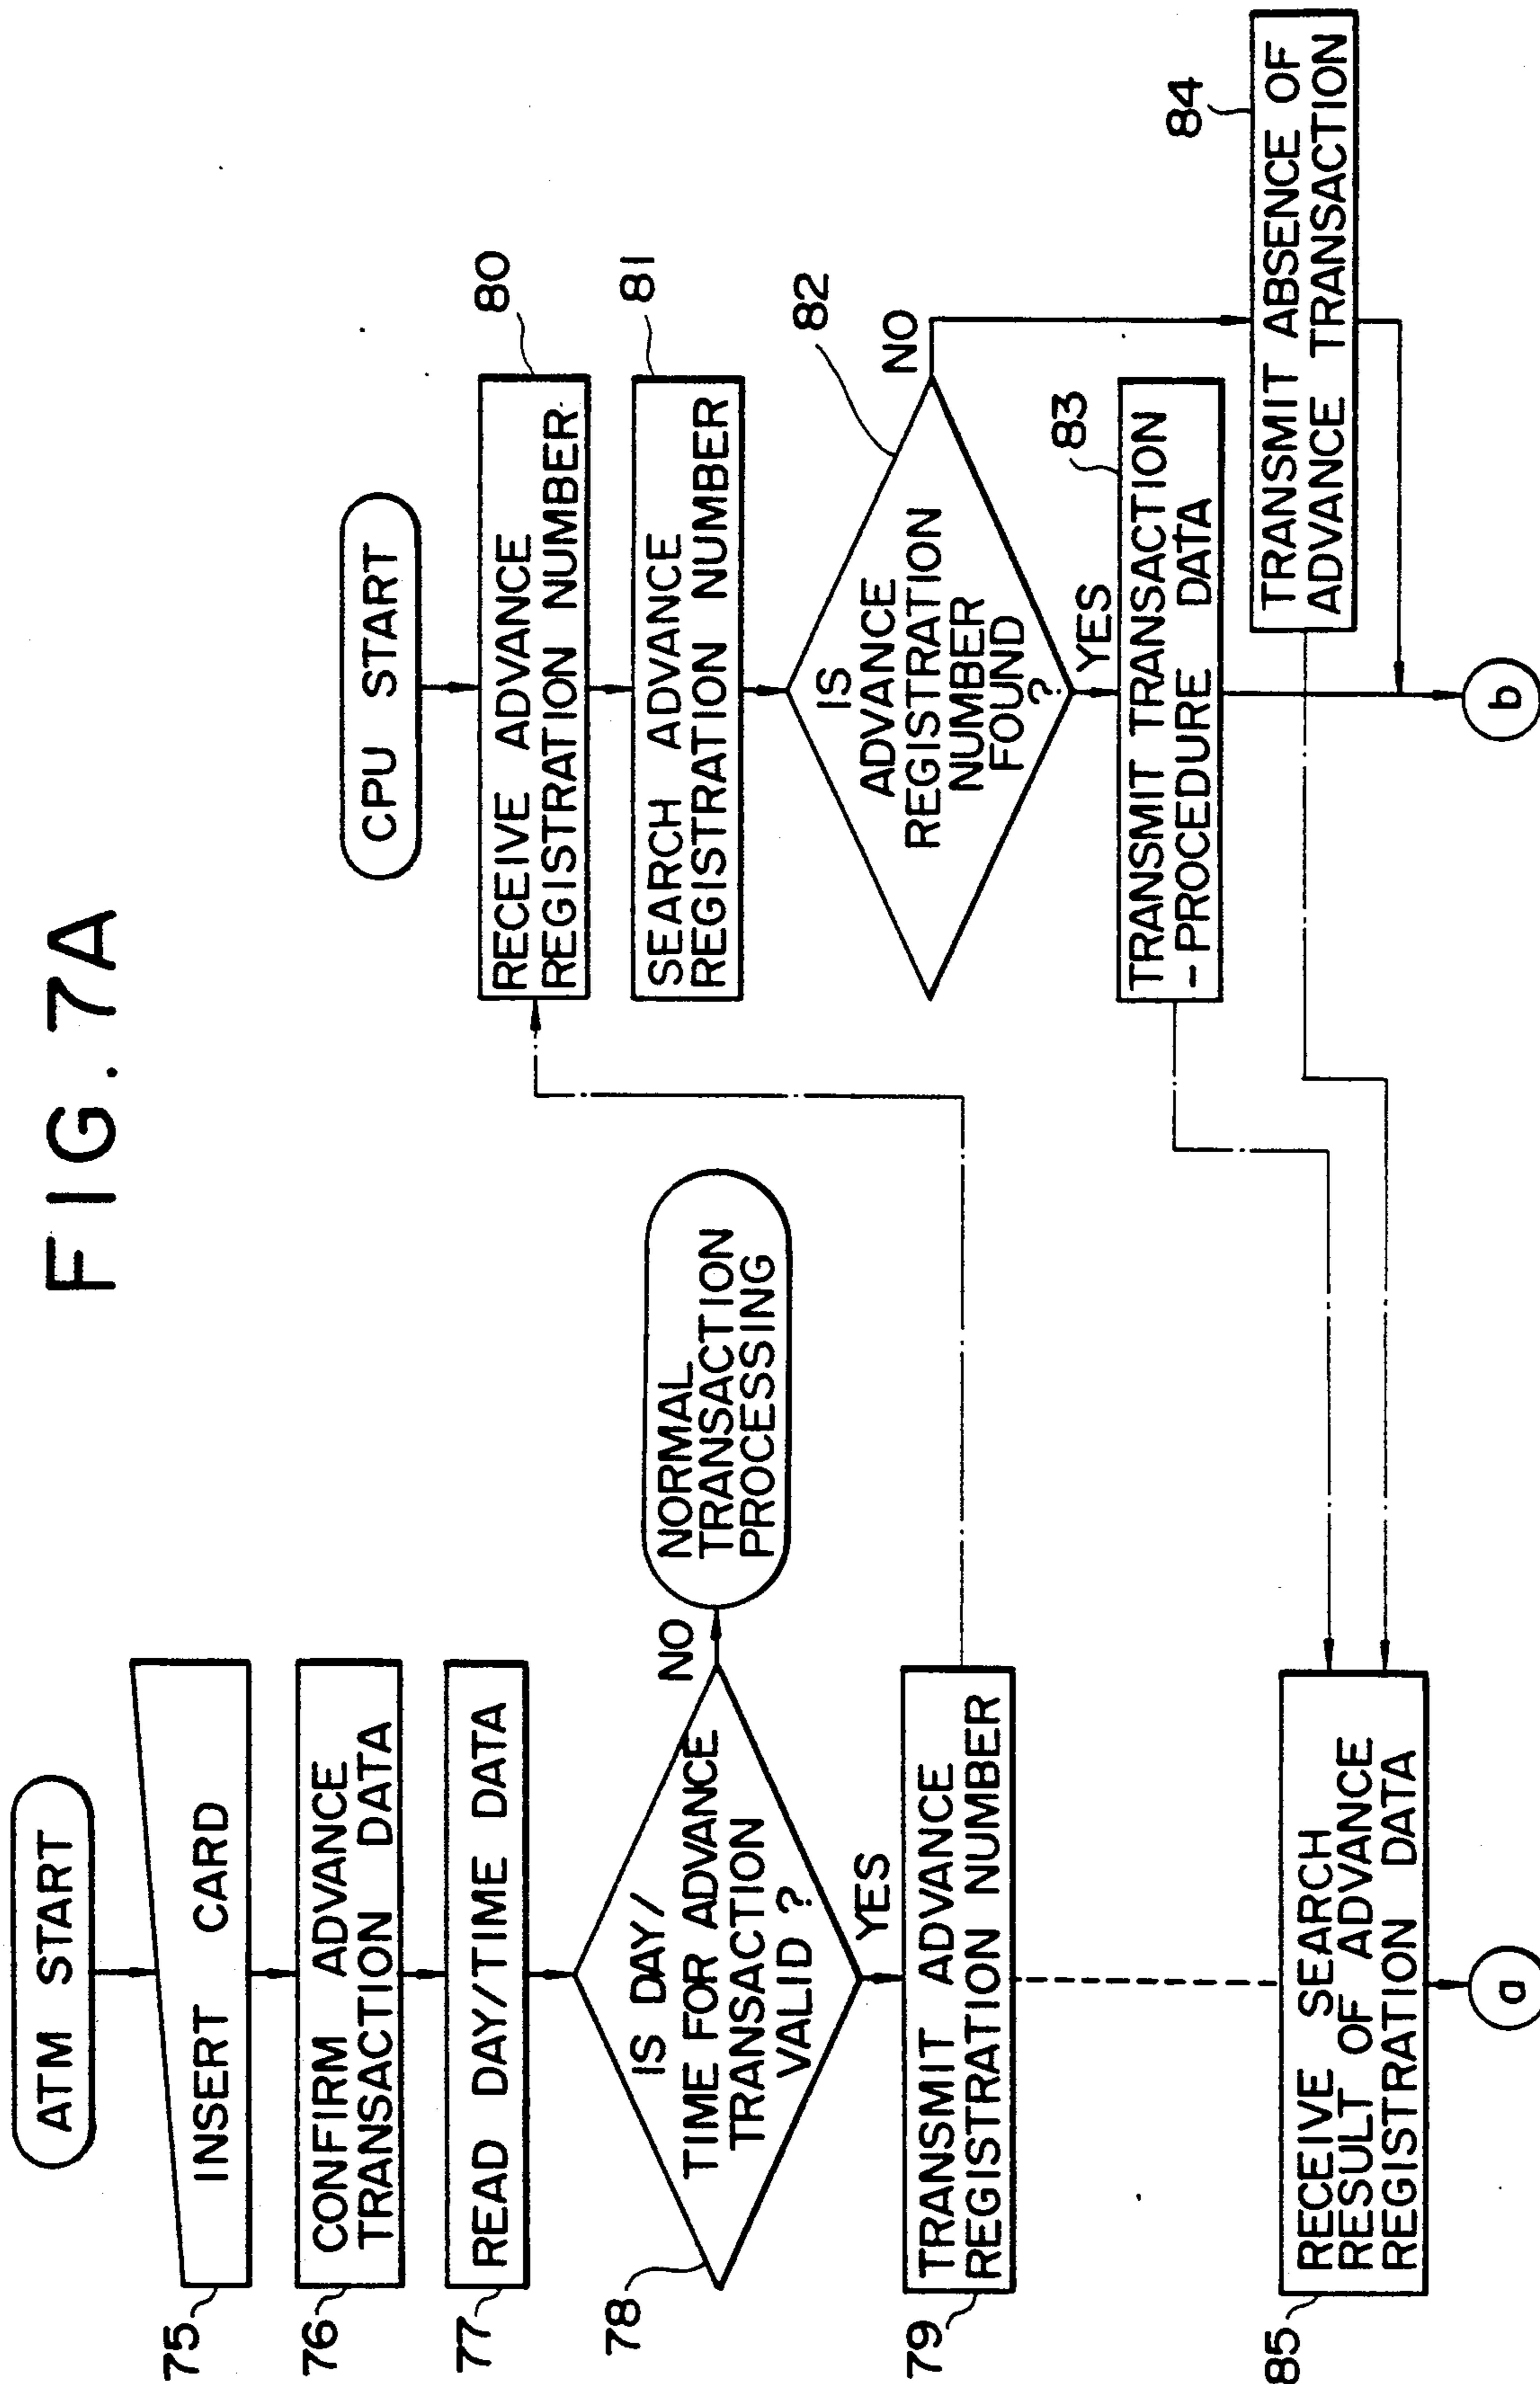 FIG. 7A
ATM START
75
INSERT CARD
76
CONFIRM ADVANCE
TRANSACTION DATA
77
READ DAY/TIME DATA
78
IS DAY/
TIME FOR ADVANCE
TRANSACTION
VALID ?
NO
NORMAL
TRANSACTION
PROCESSING
YES
79
TRANSMIT ADVANCE
REGISTRATION NUMBER
85
RECEIVE SEARCH
RESULT OF ADVANCE
REGISTRATION DATA
a
CPU START
80
RECEIVE ADVANCE
REGISTRATION NUMBER
81
SEARCH ADVANCE
REGISTRATION NUMBER
82
IS
ADVANCE
REGISTRATION
NUMBER
FOUND
?
NO
YES
83
TRANSMIT TRANSACTION
- PROCEDURE DATA
84
TRANSMIT ABSENCE OF
ADVANCE TRANSACTION
b